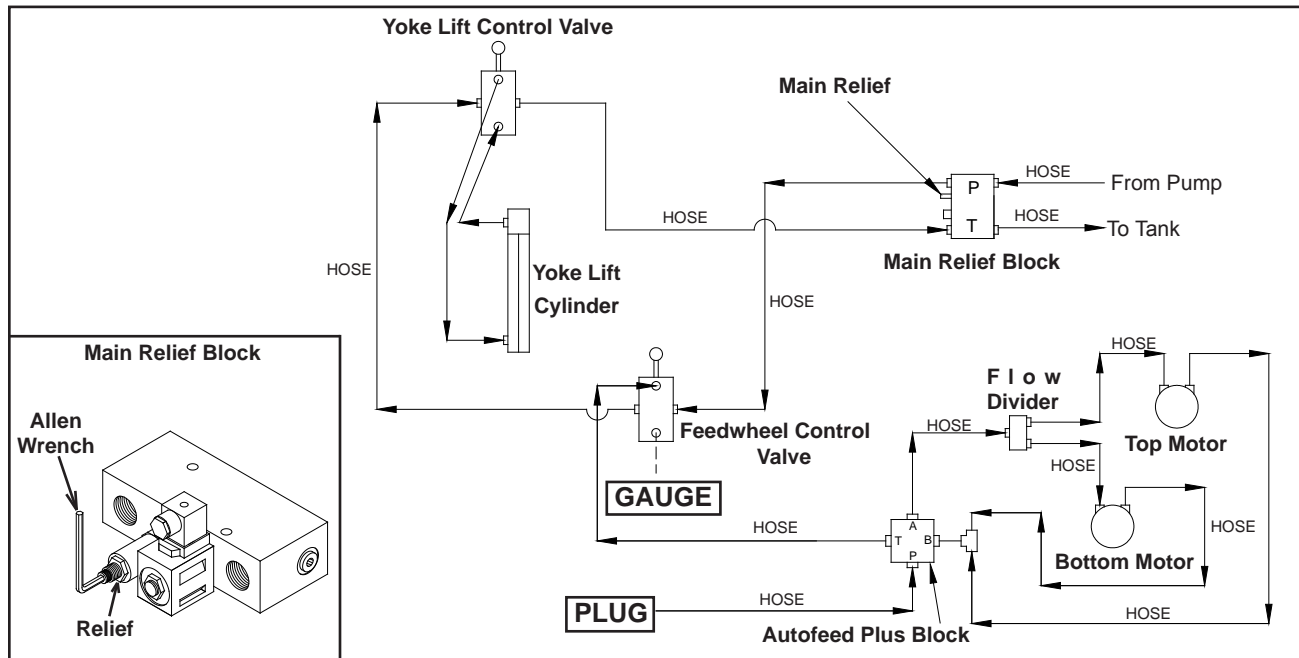 Yoke Lift Control Valve
Main Relief
P
T
HOSE
From Pump
HOSE
To Tank
Main Relief Block
HOSE
HOSE
HOSE
Yoke Lift
Cylinder
Feedwheel Control
Valve
GAUGE
Flow
Divider
HOSE
HOSE
HOSE
HOSE
HOSE
Top Motor
Bottom Motor
HOSE
A
T
B
P
PLUG
HOSE
Autofeed Plus Block
HOSE
Main Relief Block
Allen
Wrench
Relief